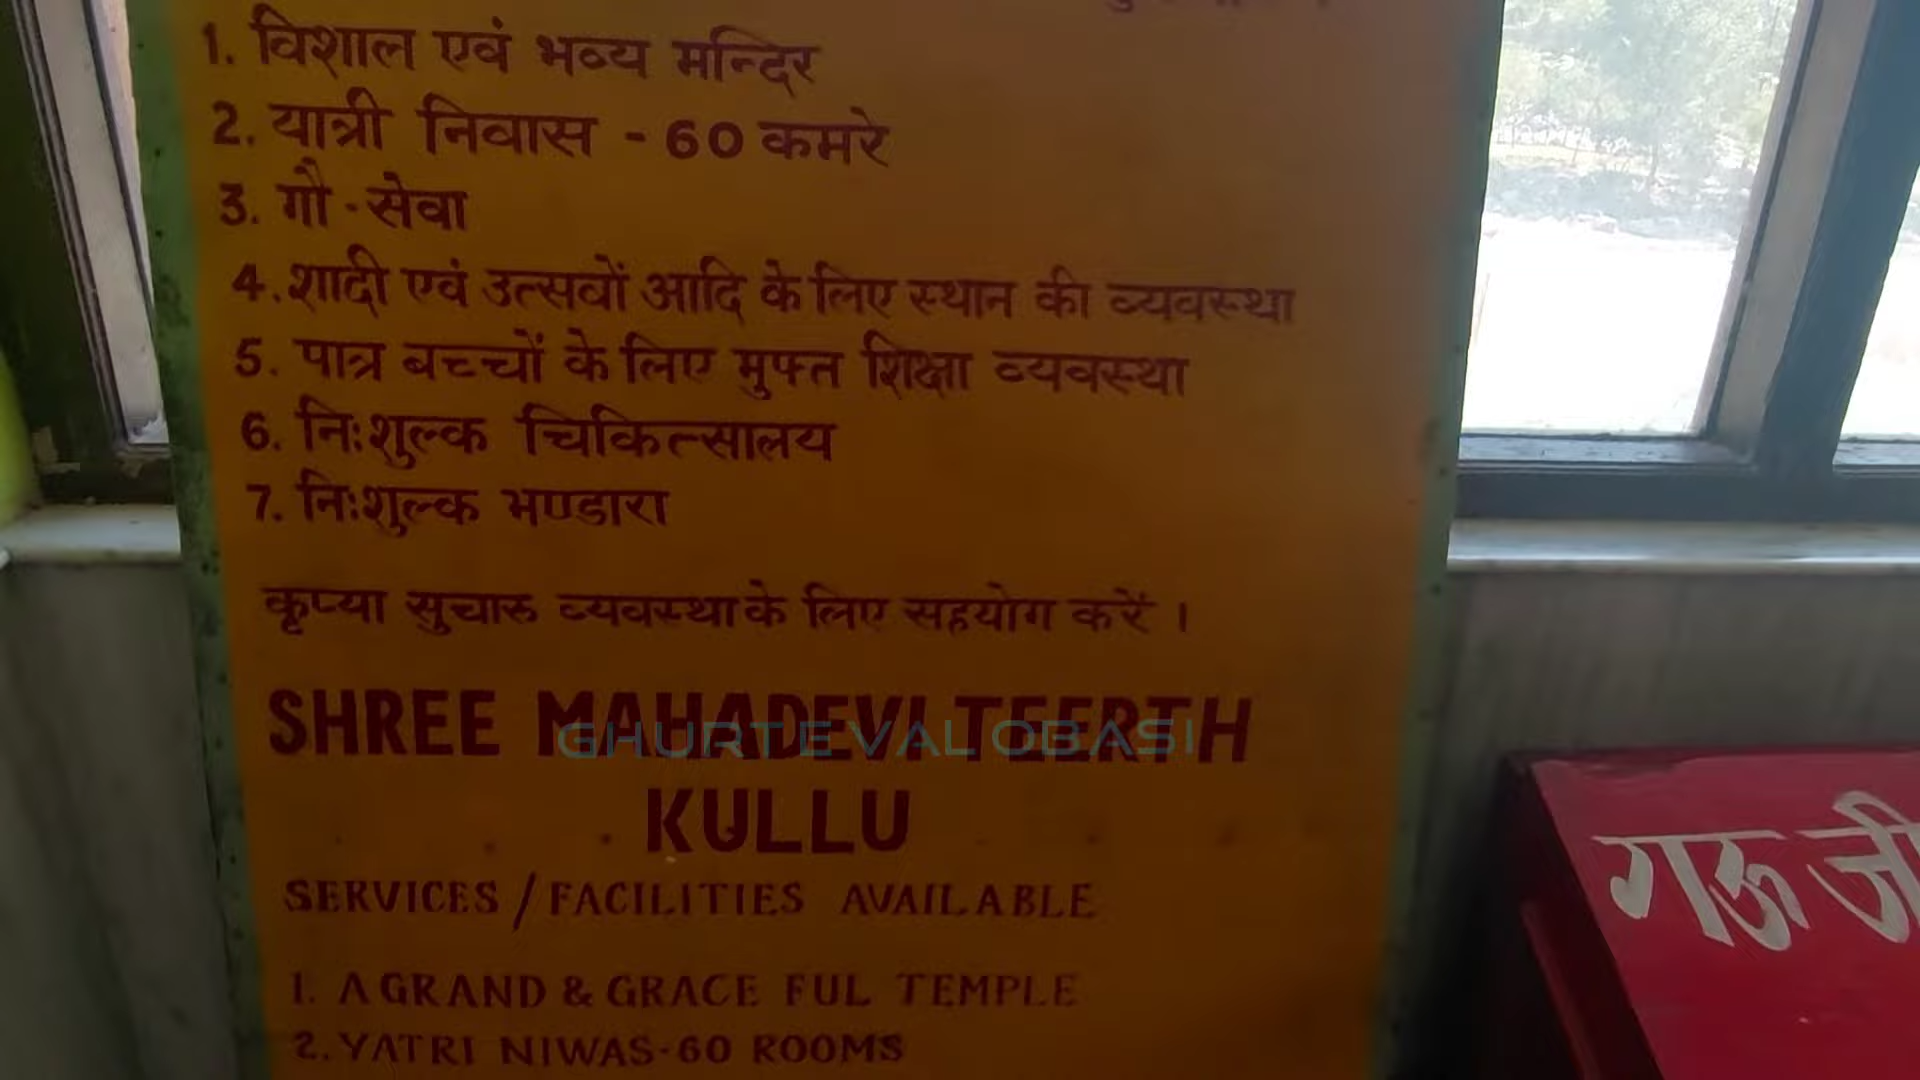 1. विशाल एवं भव्य मन्दिर
2. यात्री निवास - 60 कमरे
3. गौ - सेवा
4. शादी एवं उत्सवों आदि के लिए स्थान की व्यवस्था
5. पात्र बच्चों के लिए मुफ्त शिक्षा व्यवस्था
6. निःशुल्क चिकित्सालय
7. निःशुल्क भण्डारा
कृप्या सुचारू व्यवस्था के लिए सहयोग करें ।
SHREE MAHADEVI TEERTH
GHURTEVALOBASI
KULLU
SERVICES / FACILITIES AVAILABLE
1. A GRAND & GRACE FUL TEMPLE
2. YATRI NIWAS-60 ROOMS
गऊ